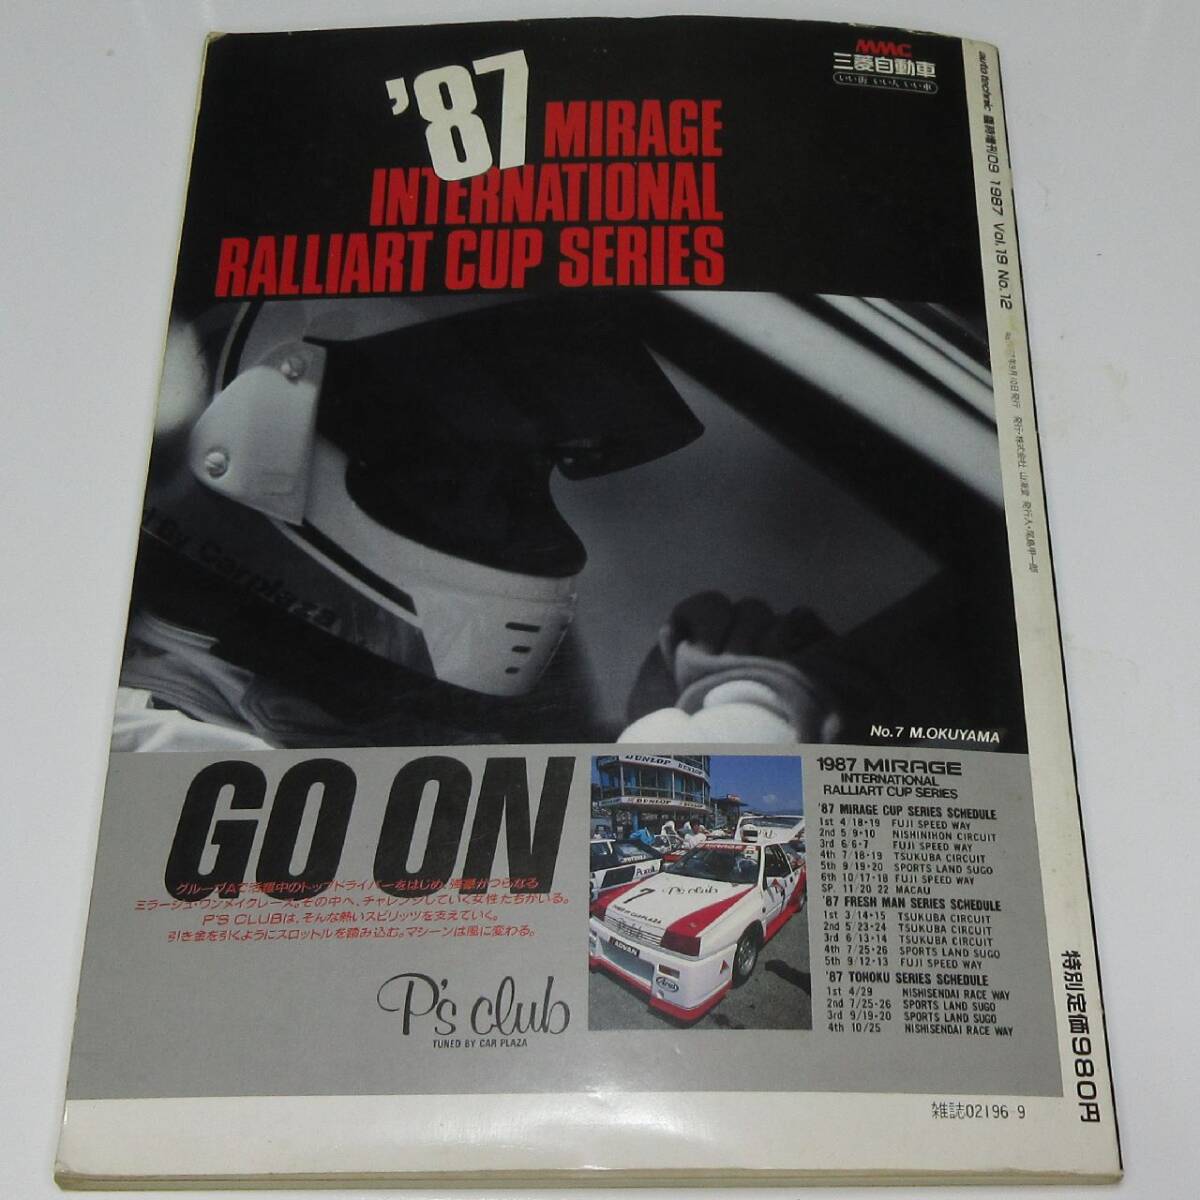 MMC
三菱自動車
いい街 いい人 いい車
'87 MIRAGE
INTERNATIONAL
RALLIART CUP SERIES
auto technic 臨時増刊/09 1987 Vol.19 No.12
By Carplaza
No.7 M.OKUYAMA
GO ON
グループAで活躍中のトップドライバーをはじめ、強豪がつらなる
ミラージュ・ワンメイクレース。その中へ、チャレンジしていく女性たちがいる。
P'S CLUBは、そんな熱いスピリッツを支えていく。
引き金を引くようにスロットルを踏み込む。マシーンは風に変わる。
P's club
TUNED BY CAR PLAZA
DUNLOP
DUNLOP
MIRAGE
7
P's club
ADVAN
Arai
1987 MIRAGE
INTERNATIONAL
RALLIART CUP SERIES
'87 MIRAGE CUP SERIES SCHEDULE
1st 4/18・19 FUJI SPEED WAY
2nd 5/9・10 NISHINIHON CIRCUIT
3rd 6/6・7 FUJI SPEED WAY
4th 7/18・19 TSUKUBA CIRCUIT
5th 9/19・20 SPORTS LAND SUGO
6th 10/17・18 FUJI SPEED WAY
SP. 11/20 22 MACAU
'87 FRESH MAN SERIES SCHEDULE
1st 3/14・15 TSUKUBA CIRCUIT
2nd 5/23・24 TSUKUBA CIRCUIT
3rd 6/13・14 TSUKUBA CIRCUIT
4th 7/25・26 SPORTS LAND SUGO
5th 9/12・13 FUJI SPEED WAY
'87 TOHOKU SERIES SCHEDULE
1st 4/29 NISHISENDAI RACE WAY
2nd 7/25-26 SPORTS LAND SUGO
3rd 9/19-20 SPORTS LAND SUGO
4th 10/25 NISHISENDAI RACE WAY
特別定価980円
雑誌02196-9